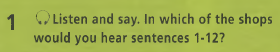 1 Listen and say. In which of the shops
would you hear sentences 1-12?